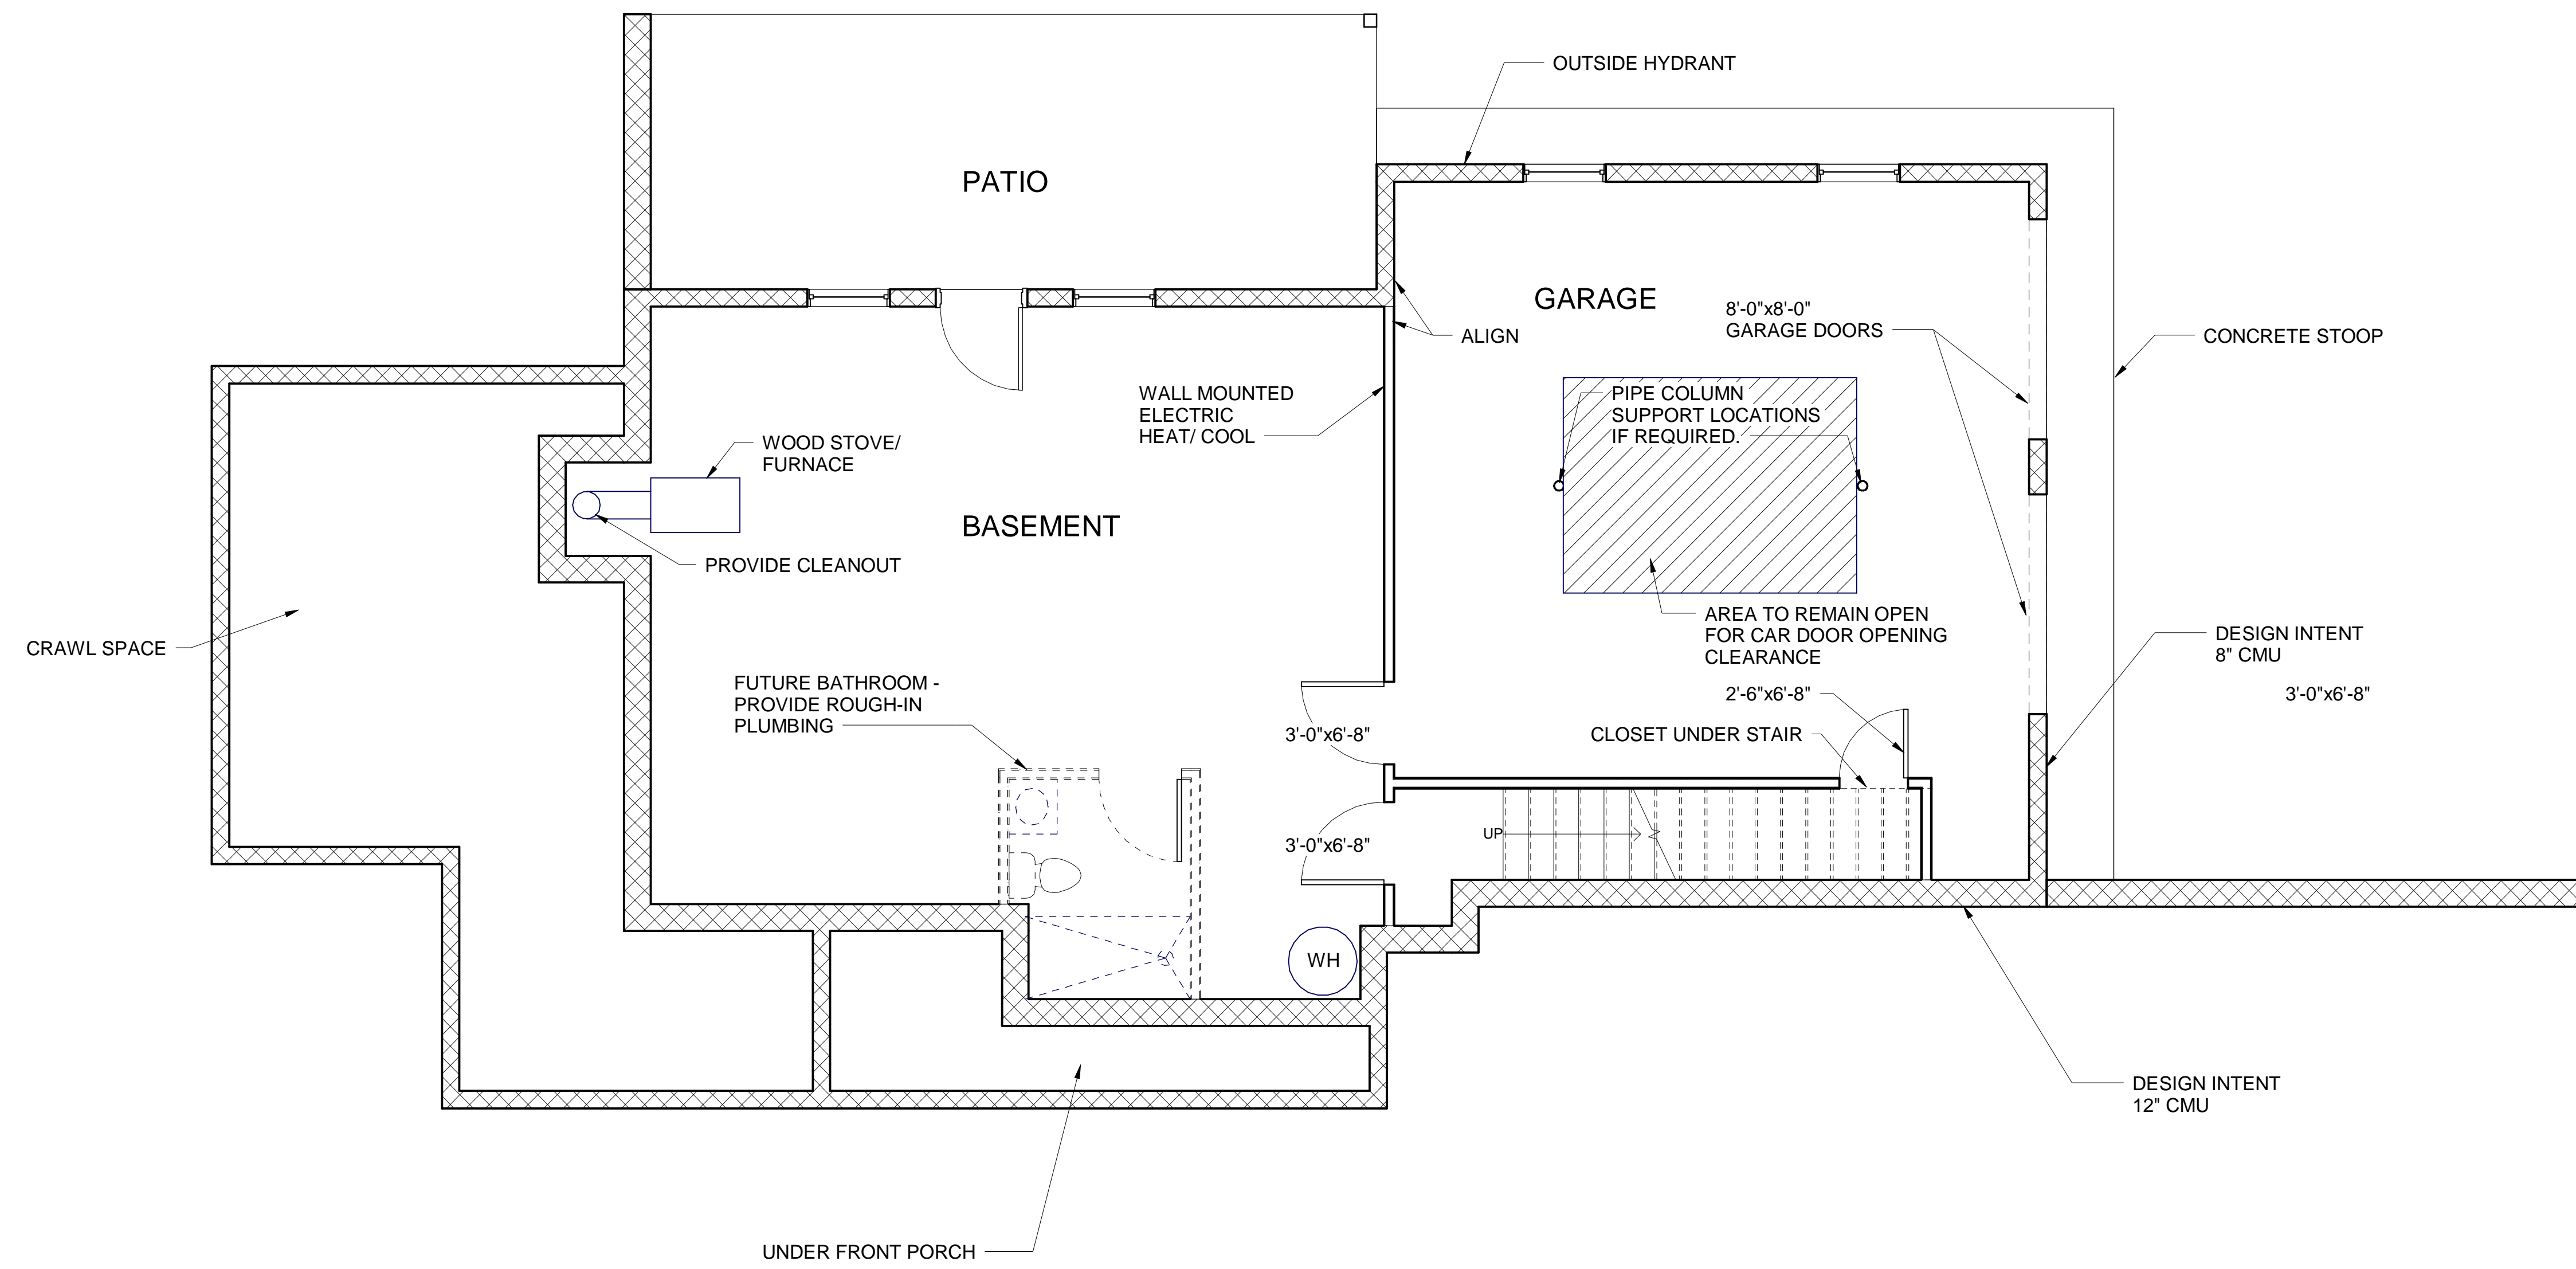 OUTSIDE HYDRANT
PATIO
GARAGE
8'-0"x8'-0"
GARAGE DOORS
ALIGN
CONCRETE STOOP
WALL MOUNTED
ELECTRIC
HEAT/ COOL
PIPE COLUMN
SUPPORT LOCATIONS
IF REQUIRED.
WOOD STOVE/
FURNACE
BASEMENT
PROVIDE CLEANOUT
AREA TO REMAIN OPEN
FOR CAR DOOR OPENING
CLEARANCE
CRAWL SPACE
DESIGN INTENT
8" CMU
3'-0"x6'-8"
FUTURE BATHROOM -
PROVIDE ROUGH-IN
PLUMBING
2'-6"x6'-8"
3'-0"x6'-8"
CLOSET UNDER STAIR
UP
3'-0"x6'-8"
WH
DESIGN INTENT
12" CMU
UNDER FRONT PORCH